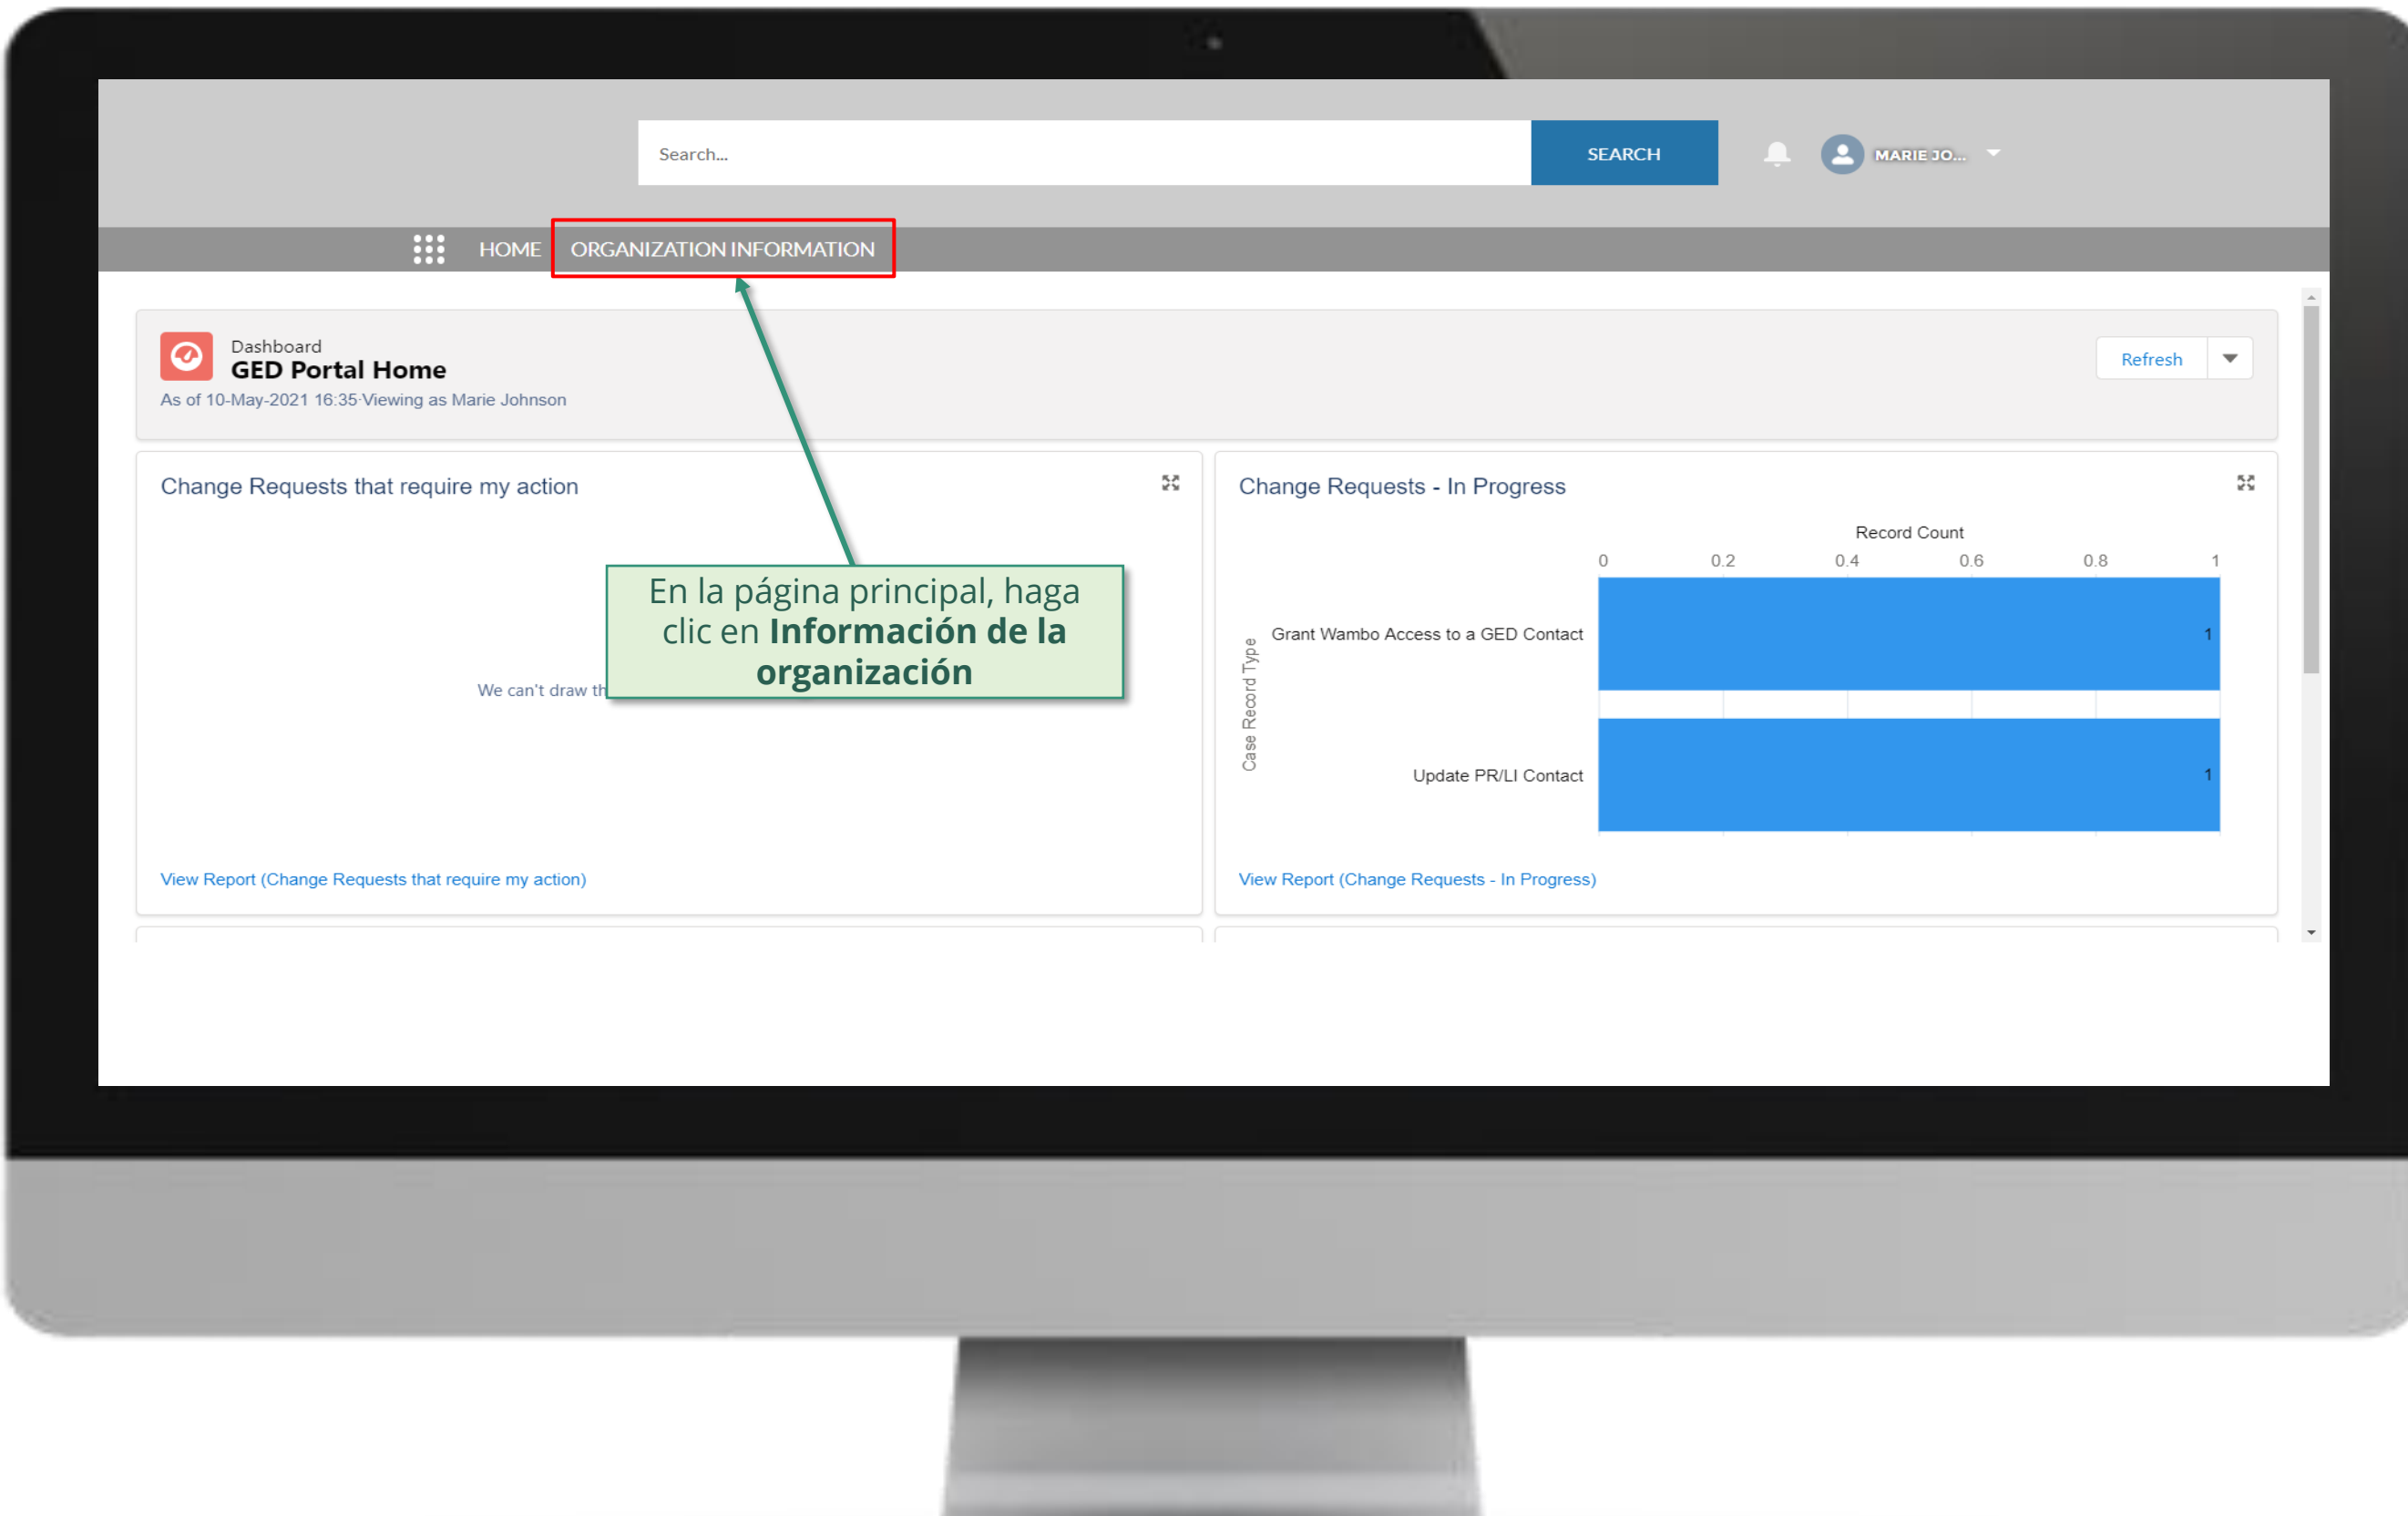 Search...
SEARCH
MARIE JO...
HOME
ORGANIZATION INFORMATION
Dashboard
GED Portal Home
As of 10-May-2021 16:35·Viewing as Marie Johnson
Refresh
Change Requests that require my action
We can't draw th
En la página principal, haga
clic en Información de la
organización
View Report (Change Requests that require my action)
Change Requests - In Progress
Record Count
0 0.2 0.4 0.6 0.8 1
Case Record Type
Grant Wambo Access to a GED Contact
1
Update PR/LI Contact
1
View Report (Change Requests - In Progress)